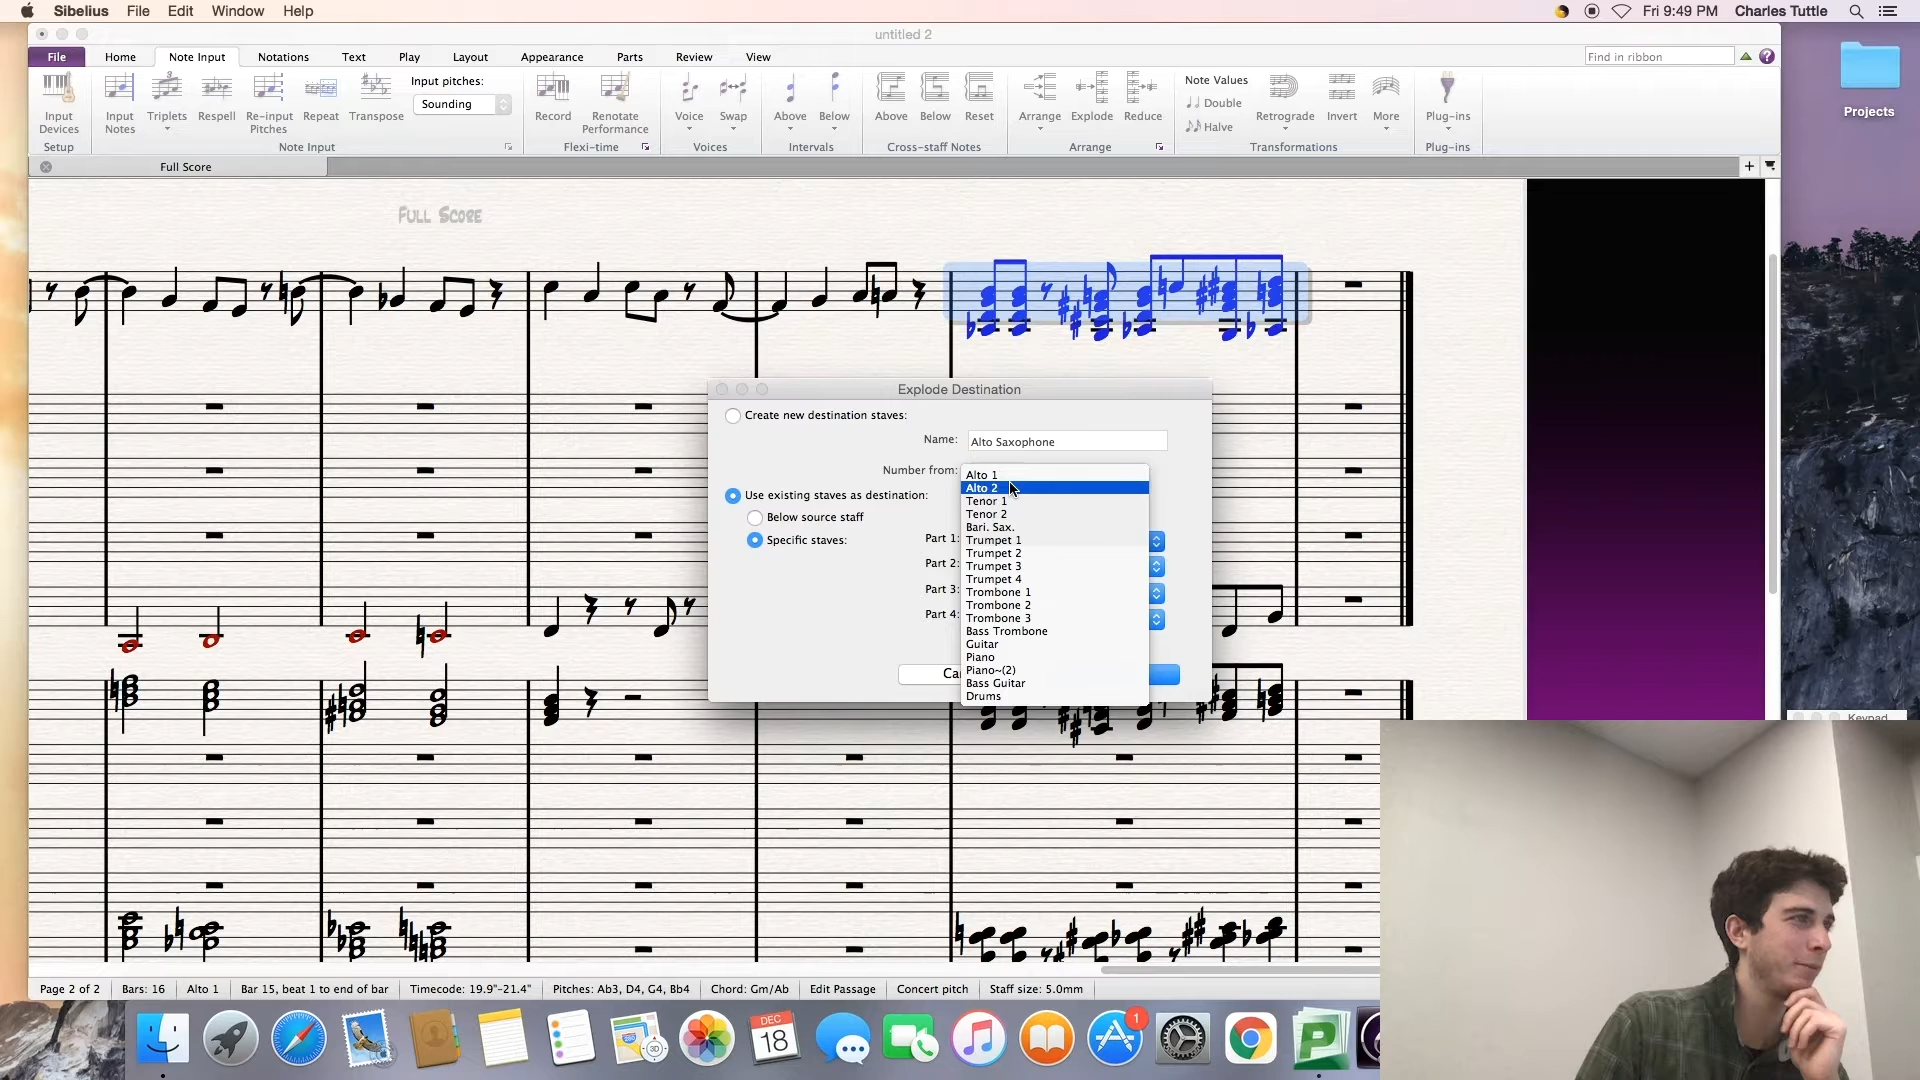 Sibelius File Edit Window Help Fri 9:49 PM Charles Tuttle
untitled 2
File Home Note Input Notations Text Play Layout Appearance Parts Review View Find in ribbon
Input Devices
Setup
Input Notes
Triplets
Respell
Re-input Pitches
Repeat
Transpose
Input pitches:
Sounding
Note Input
Record
Renotate Performance
Flexi-time
Voice
Swap
Voices
Above
Below
Intervals
Above
Below
Reset
Cross-staff Notes
Arrange
Explode
Reduce
Arrange
Note Values
Double
Halve
Retrograde
Invert
More
Transformations
Plug-ins
Plug-ins
Projects
Full Score
Full Score
Explode Destination
Create new destination staves:
Name: Alto Saxophone
Number from:
Use existing staves as destination:
Below source staff
Specific staves:
Part 1:
Part 2:
Part 3:
Part 4:
Alto 1
Alto 2
Tenor 1
Tenor 2
Bari. Sax.
Trumpet 1
Trumpet 2
Trumpet 3
Trumpet 4
Trombone 1
Trombone 2
Trombone 3
Bass Trombone
Guitar
Piano
Piano~(2)
Bass Guitar
Drums
Keypad
Page 2 of 2 Bars: 16 Alto 1 Bar 15, beat 1 to end of bar Timecode: 19.9"-21.4" Pitches: Ab3, D4, G4, Bb4 Chord: Gm/Ab Edit Passage Concert pitch Staff size: 5.0mm
DEC
18
3D
1